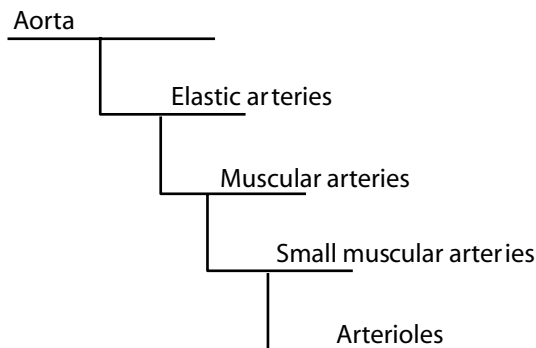 Aorta
Elastic arteries
Muscular arteries
Small muscular arteries
Arterioles